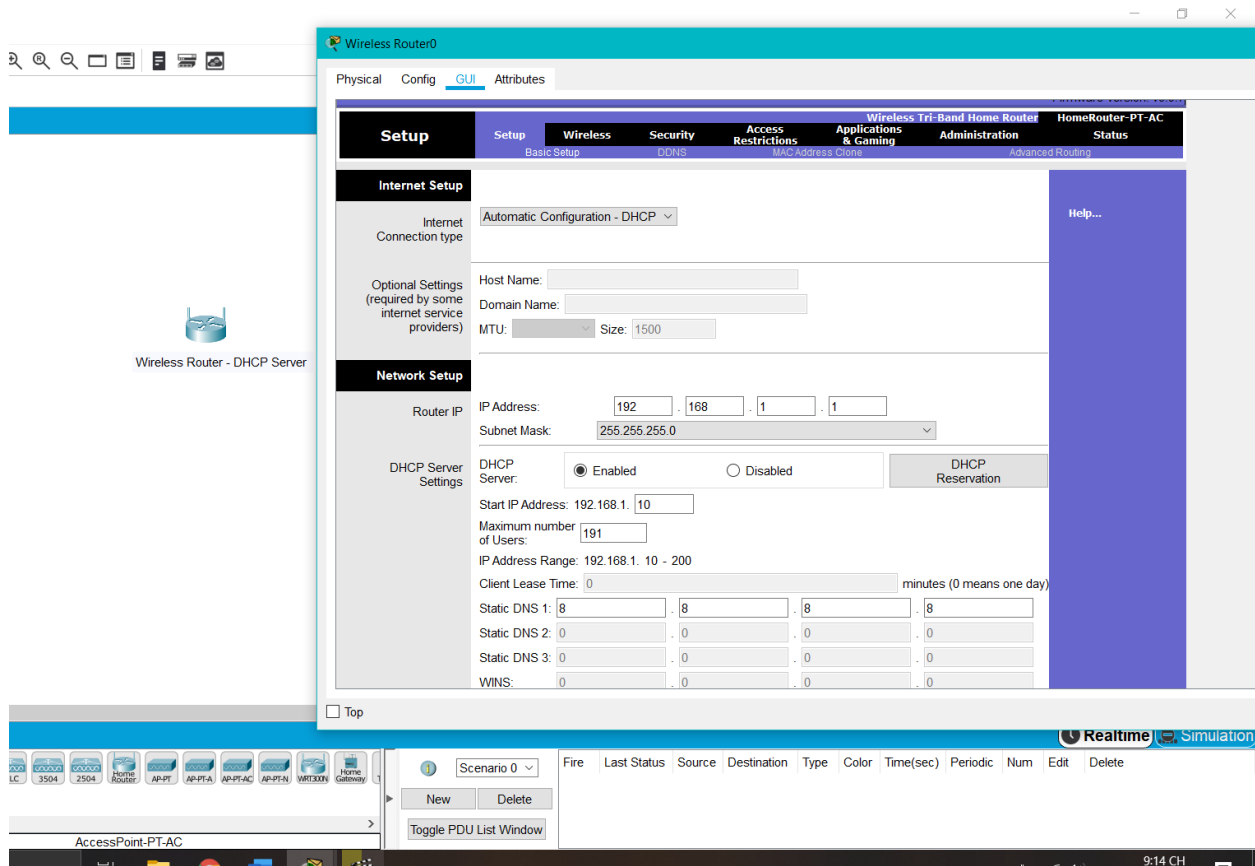 Wireless Router0
Physical Config GUI Attributes
Wireless Tri-Band Home Router HomeRouter-PT-AC
Setup Setup Wireless Security Access Restrictions Applications & Gaming Administration Status
Basic Setup DDNS MAC Address Clone Advanced Routing
Internet Setup
Internet Connection type Automatic Configuration - DHCP
Help...
Optional Settings (required by some internet service providers)
Host Name:
Domain Name:
MTU: Size: 1500
Wireless Router - DHCP Server
Network Setup
Router IP IP Address: 192 . 168 . 1 . 1
Subnet Mask: 255.255.255.0
DHCP Server Settings DHCP Server: Enabled Disabled DHCP Reservation
Start IP Address: 192.168.1. 10
Maximum number of Users: 191
IP Address Range: 192.168.1. 10 - 200
Client Lease Time: 0 minutes (0 means one day)
Static DNS 1: 8 . 8 . 8 . 8
Static DNS 2: 0 . 0 . 0 . 0
Static DNS 3: 0 . 0 . 0 . 0
WINS: 0 . 0 . 0 . 0
Top
Realtime Simulation
LC 3504 2504 Home Router AP-PT AP-PT-A AP-PT-AC AP-PT-N WRT300N Home Gateway
Scenario 0 Fire Last Status Source Destination Type Color Time(sec) Periodic Num Edit Delete
New Delete
Toggle PDU List Window
AccessPoint-PT-AC
9:14 CH